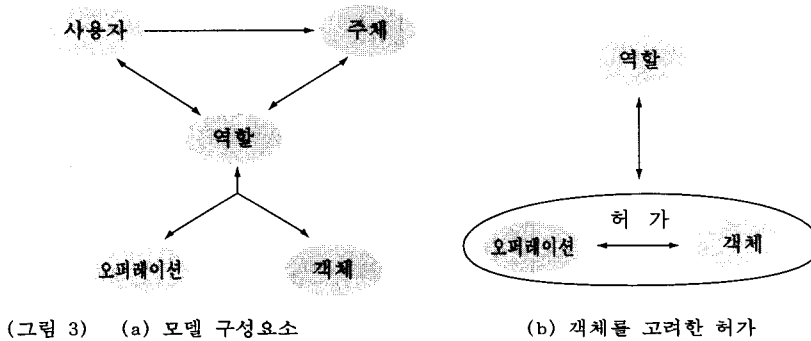 사용자
주체
역할
오퍼레이션
객체
역할
허 가
오퍼레이션
객체
(그림 3) (a) 모델 구성요소
(b) 객체를 고려한 허가